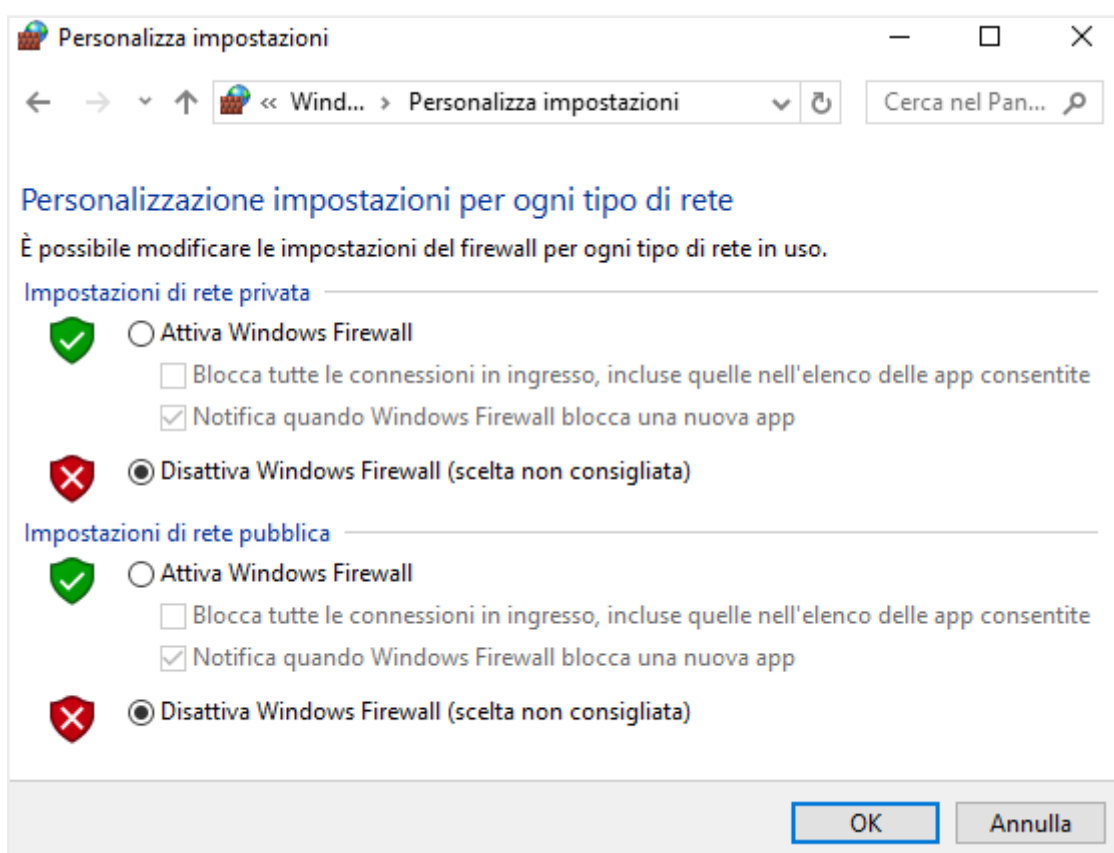 Personalizza impostazioni
« Wind... › Personalizza impostazioni Cerca nel Pan...
Personalizzazione impostazioni per ogni tipo di rete
È possibile modificare le impostazioni del firewall per ogni tipo di rete in uso.
Impostazioni di rete privata
Attiva Windows Firewall
Blocca tutte le connessioni in ingresso, incluse quelle nell'elenco delle app consentite
Notifica quando Windows Firewall blocca una nuova app
Disattiva Windows Firewall (scelta non consigliata)
Impostazioni di rete pubblica
Attiva Windows Firewall
Blocca tutte le connessioni in ingresso, incluse quelle nell'elenco delle app consentite
Notifica quando Windows Firewall blocca una nuova app
Disattiva Windows Firewall (scelta non consigliata)
OK Annulla